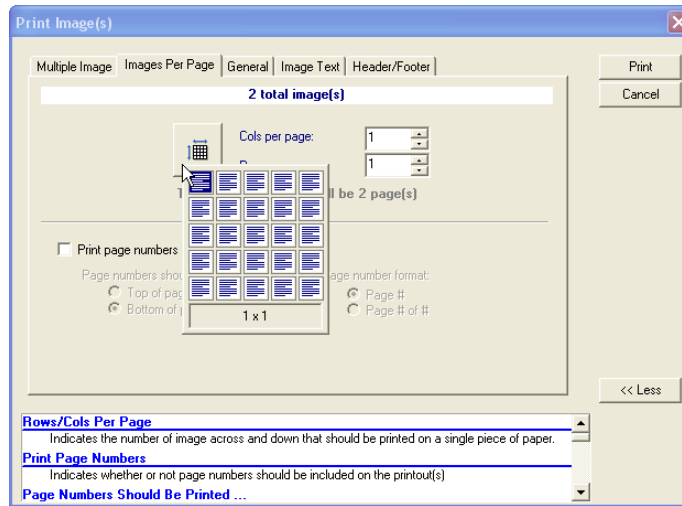 Print Image(s)
Multiple Image Images Per Page General Image Text Header/Footer
Print
Cancel
2 total image(s)
Cols per page: 1
1
ll be 2 page(s)
Print page numbers
Page numbers shou
age number format:
Top of pag
Page #
Bottom of
Page # of #
1 x 1
<< Less
Rows/Cols Per Page
Indicates the number of image across and down that should be printed on a single piece of paper.
Print Page Numbers
Indicates whether or not page numbers should be included on the printout(s)
Page Numbers Should Be Printed ...